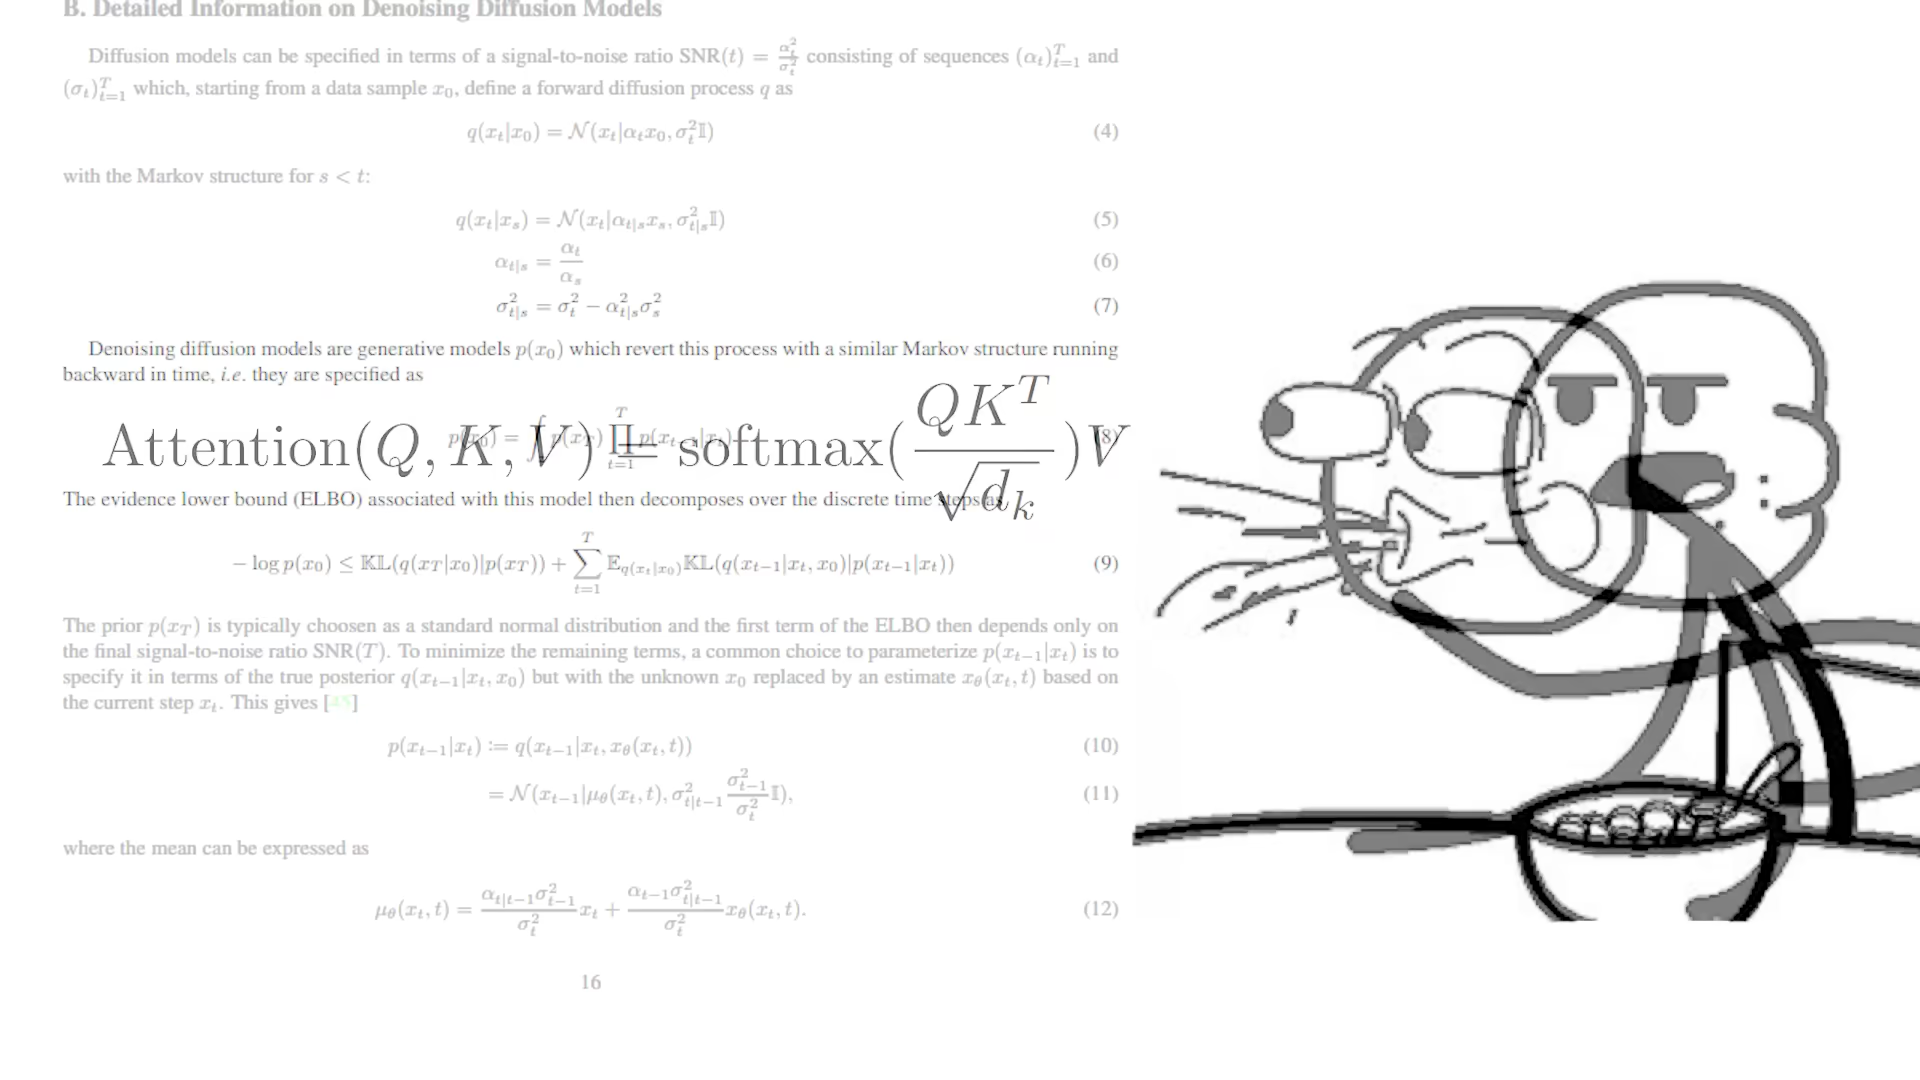 B. Detailed Information on Denoising Diffusion Models
Diffusion models can be specified in terms of a signal-to-noise ratio SNR(t) = α_t^2/σ_t^2 consisting of sequences (α_t)_{t=1}^T and
(σ_t)_{t=1}^T which, starting from a data sample x_0, define a forward diffusion process q as
q(x_t|x_0) = N(x_t|α_t x_0, σ_t^2 𝕀) (4)
with the Markov structure for s < t:
q(x_t|x_s) = N(x_t|α_{t|s} x_s, σ_{t|s}^2 𝕀) (5)
α_{t|s} = α_t/α_s (6)
σ_{t|s}^2 = σ_t^2 − α_{t|s}^2 σ_s^2 (7)
Denoising diffusion models are generative models p(x_0) which revert this process with a similar Markov structure running
backward in time, i.e. they are specified as
Attention(Q, K, V) = softmax(QK^T/√d_k)V
(8)
The evidence lower bound (ELBO) associated with this model then decomposes over the discrete time steps as
− log p(x_0) ≤ 𝕂𝕃(q(x_T|x_0)|p(x_T)) + ∑_{t=1}^T 𝔼_{q(x_t|x_0)} 𝕂𝕃(q(x_{t−1}|x_t, x_0)|p(x_{t−1}|x_t)) (9)
The prior p(x_T) is typically choosen as a standard normal distribution and the first term of the ELBO then depends only on
the final signal-to-noise ratio SNR(T). To minimize the remaining terms, a common choice to parameterize p(x_{t−1}|x_t) is to
specify it in terms of the true posterior q(x_{t−1}|x_t, x_0) but with the unknown x_0 replaced by an estimate x_θ(x_t, t) based on
the current step x_t. This gives [ ]
p(x_{t−1}|x_t) := q(x_{t−1}|x_t, x_θ(x_t, t)) (10)
= N(x_{t−1}|μ_θ(x_t, t), σ_{t|t−1}^2 σ_{t−1}^2/σ_t^2 𝕀), (11)
where the mean can be expressed as
μ_θ(x_t, t) = α_{t|t−1}σ_{t−1}^2/σ_t^2 x_t + α_{t−1}σ_{t|t−1}^2/σ_t^2 x_θ(x_t, t). (12)
16